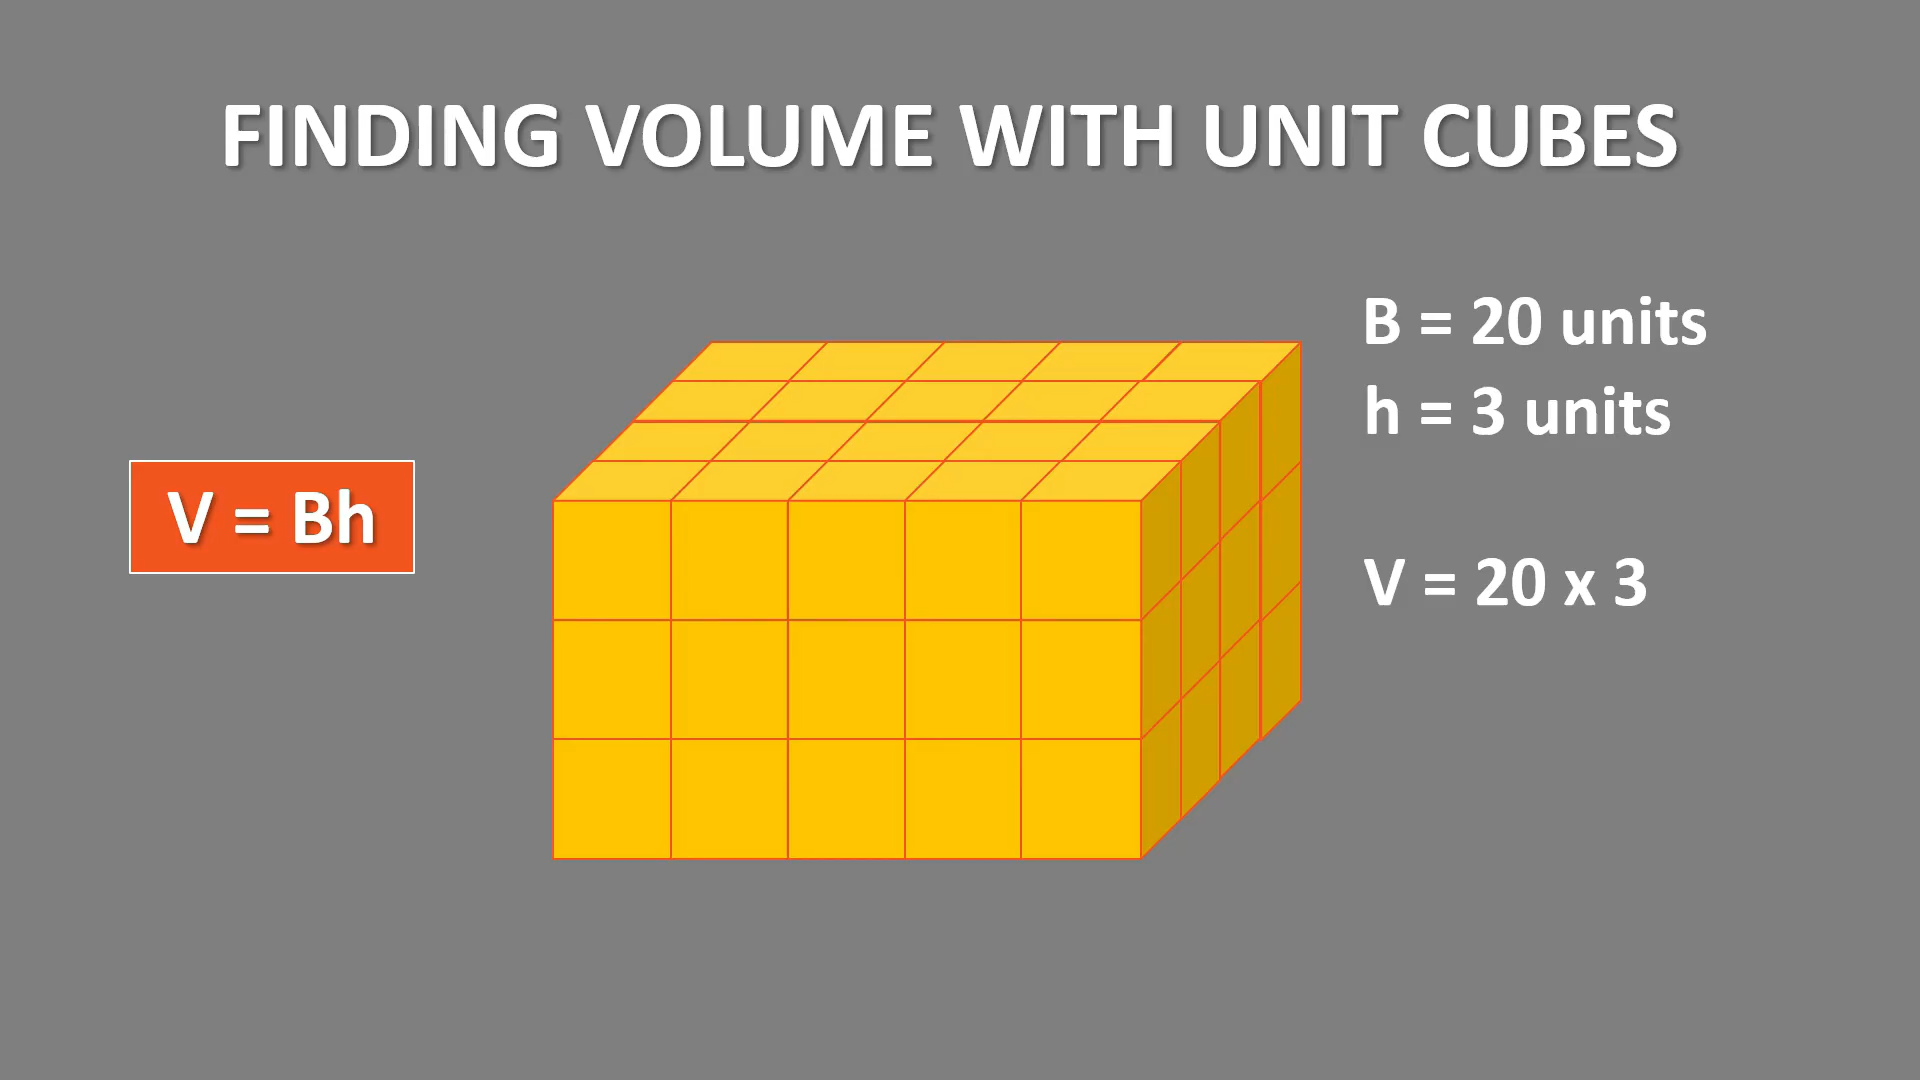 FINDING VOLUME WITH UNIT CUBES
V = Bh
B = 20 units
h = 3 units
V = 20 x 3